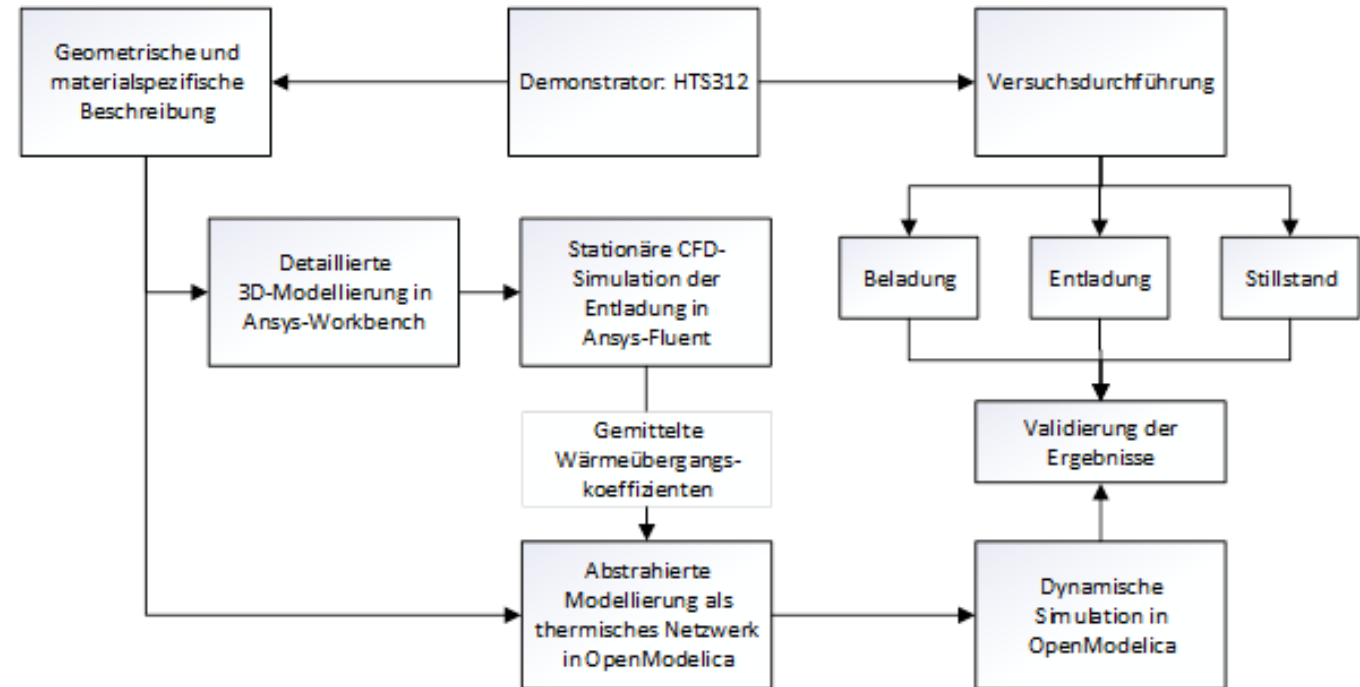 Geometrische und
materialspezifische
Beschreibung
Demonstrator: HTS312
Versuchsdurchführung
Detaillierte
3D-Modellierung in
Ansys-Workbench
Stationäre CFD-
Simulation der
Entladung in
Ansys-Fluent
Beladung
Entladung
Stillstand
Gemittelte
Wärmeübergangs-
koeffizienten
Validierung der
Ergebnisse
Abstrahierte
Modellierung als
thermisches Netzwerk
in OpenModelica
Dynamische
Simulation in
OpenModelica